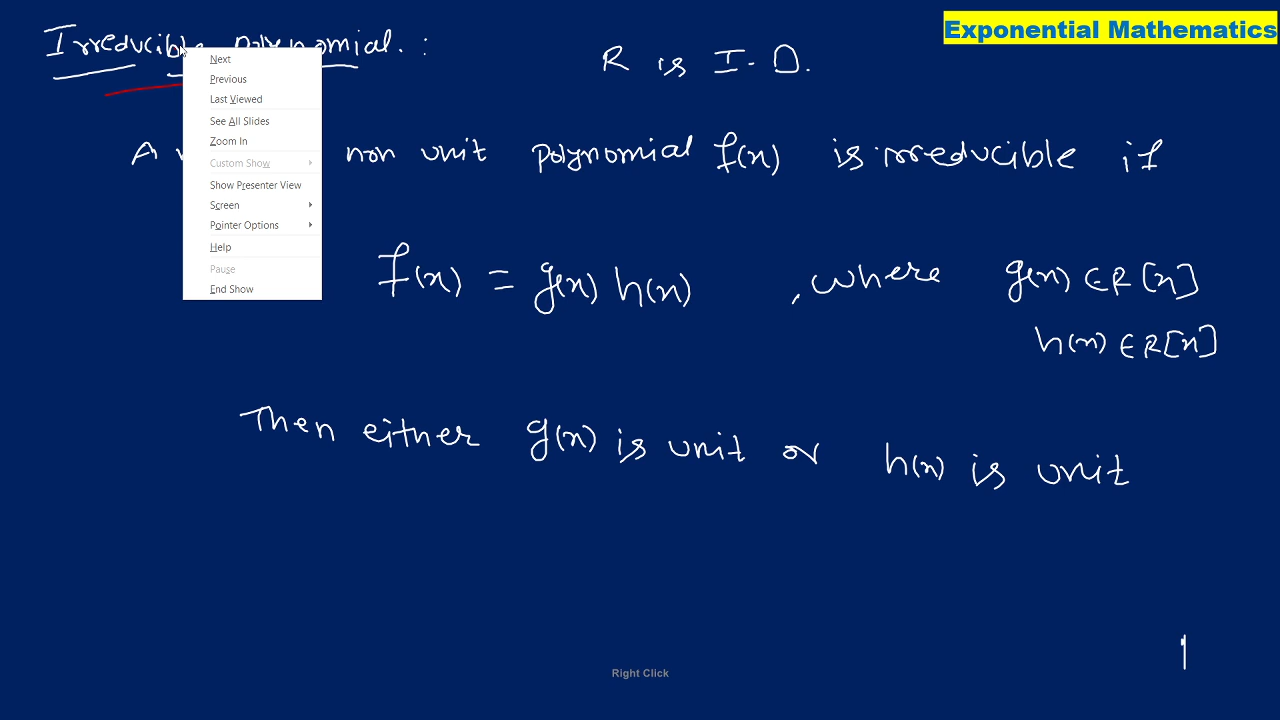 Irreducible Polynomial. :
R is I.D.
Exponential Mathematics
A non unit polynomial f(x) is irreducible if
f(x) = g(x) h(x) , where g(x) ∈ R[x]
h(x) ∈ R[x]
Then either g(x) is unit or h(x) is unit
Next
Previous
Last Viewed
See All Slides
Zoom In
Custom Show
Show Presenter View
Screen
Pointer Options
Help
Pause
End Show
Right Click
1